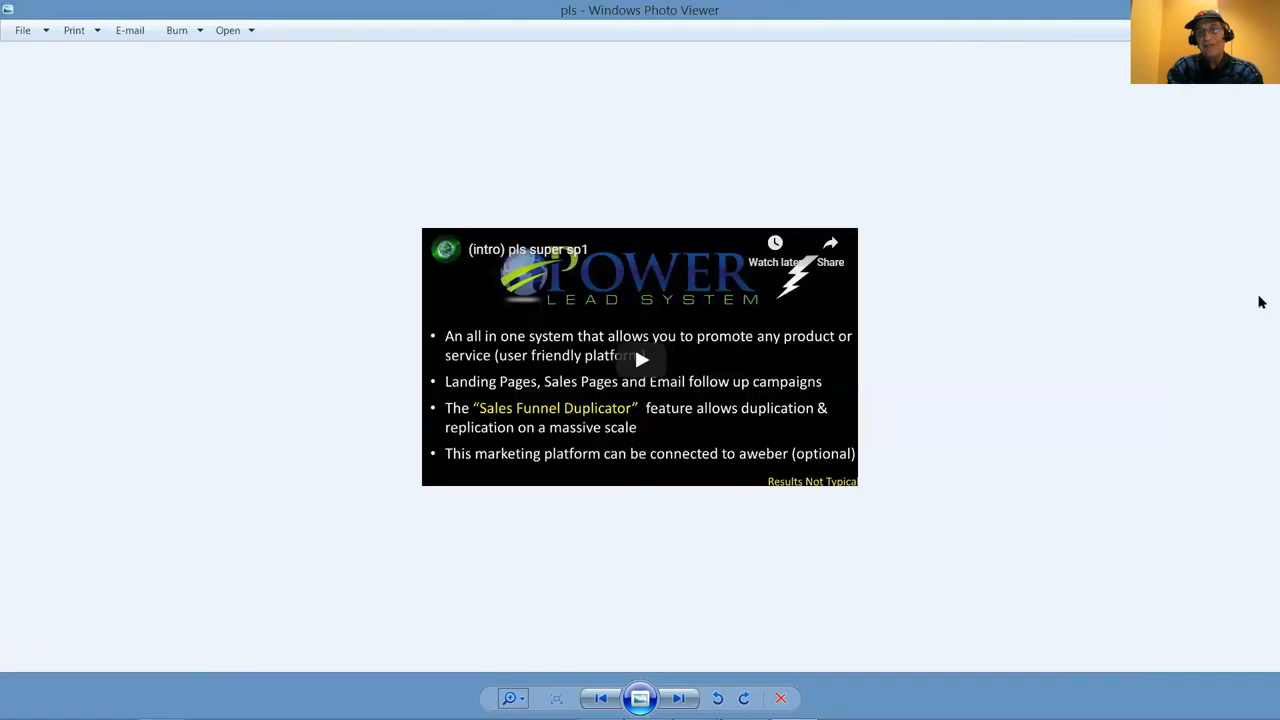 pls - Windows Photo Viewer
File Print E-mail Burn Open
(intro) pls super sp1
Watch later Share
POWER
LEAD SYSTEM
• An all in one system that allows you to promote any product or
service (user friendly platform)
• Landing Pages, Sales Pages and Email follow up campaigns
• The “Sales Funnel Duplicator” feature allows duplication &
replication on a massive scale
• This marketing platform can be connected to aweber (optional)
Results Not Typical